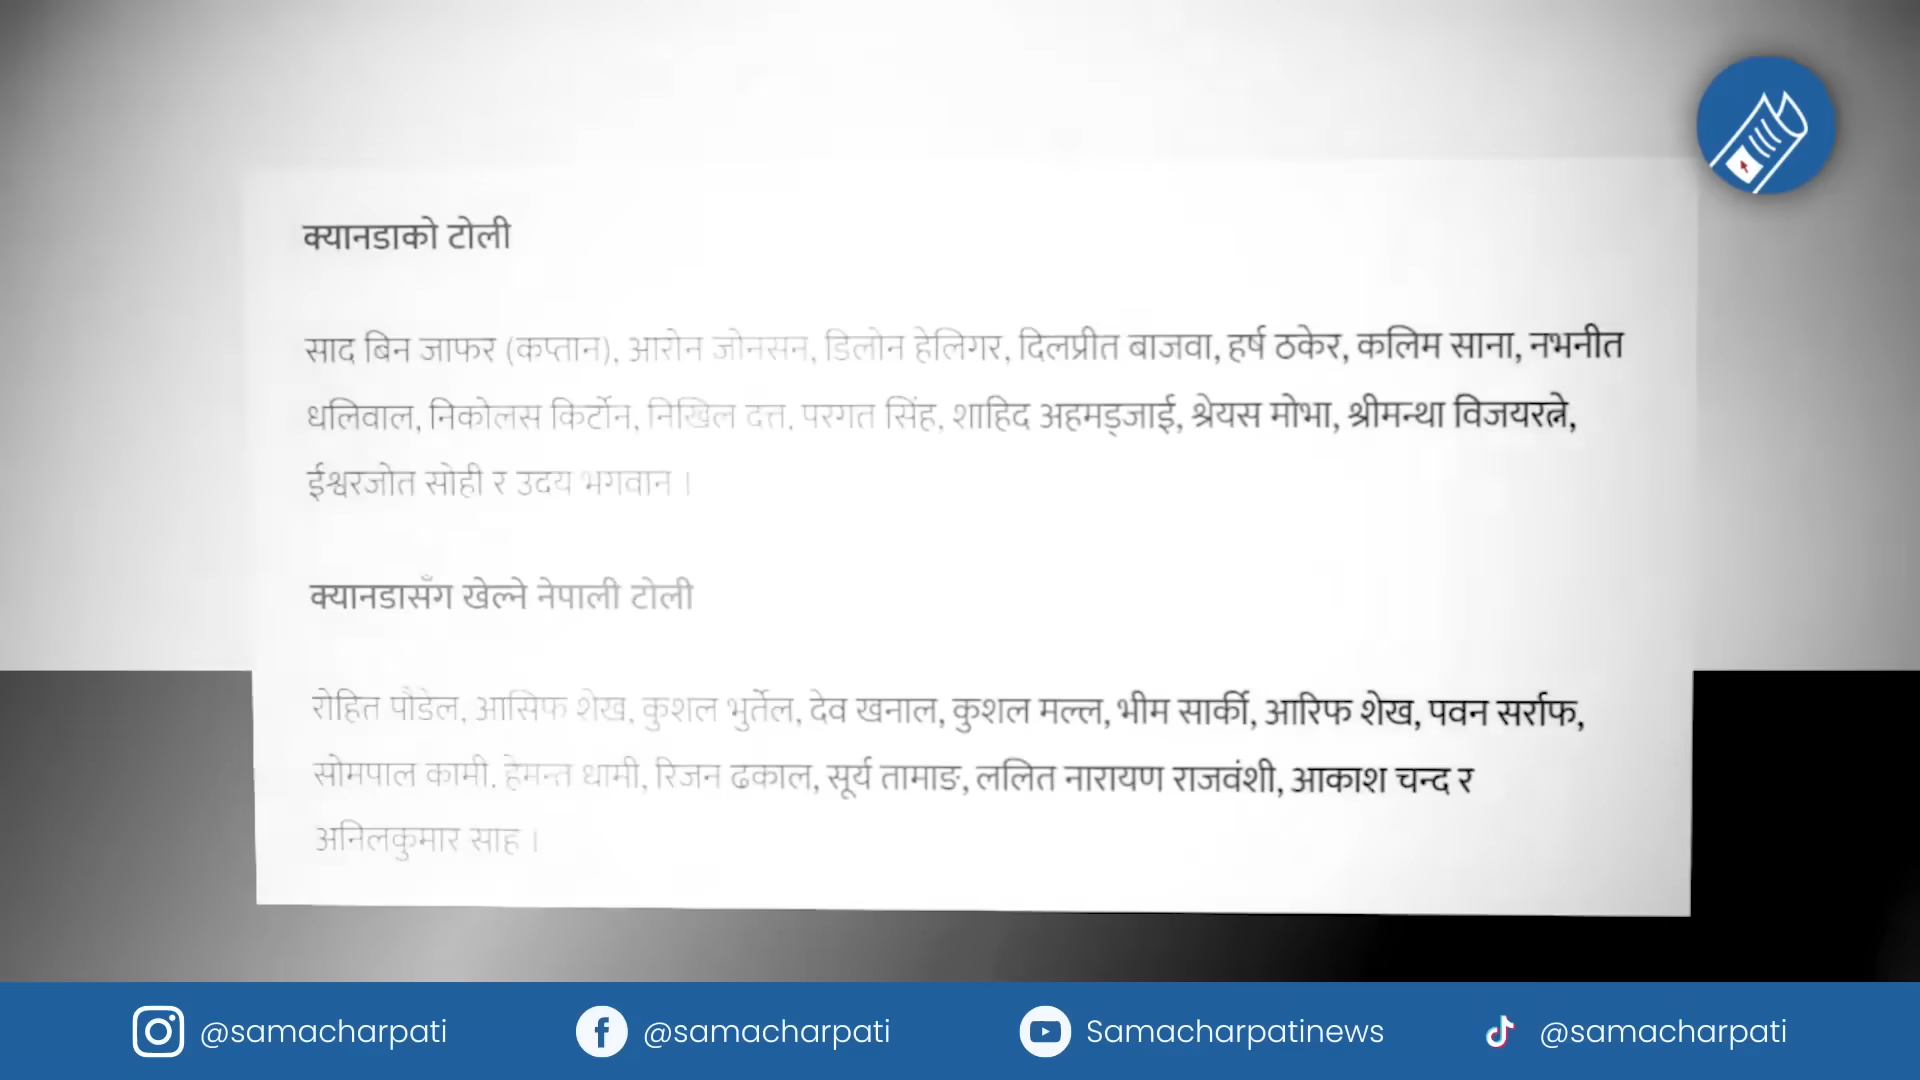 क्यानडाको टोली
साद बिन जाफर (कप्तान), आरोन जोनसन, डिलोन हेलिगर, दिलप्रीत बाजवा, हर्ष ठकेर, कलिम साना, नभनीत
धलिवाल, निकोलस किर्टोन, निखिल दत्त, परगत सिंह, शाहिद अहमड्जाई, श्रेयस मोभा, श्रीमन्था विजयरत्ने,
ईश्वरजोत सोही र उदय भगवान ।
क्यानडासँग खेल्ने नेपाली टोली
रोहित पौडेल, आसिफ शेख, कुशल भुर्तेल, देव खनाल, कुशल मल्ल, भीम सार्की, आरिफ शेख, पवन सर्राफ,
सोमपाल कामी, हेमन्त धामी, रिजन ढकाल, सूर्य तामाङ, ललित नारायण राजवंशी, आकाश चन्द र
अनिलकुमार साह ।
@samacharpati @samacharpati Samacharpatinews @samacharpati